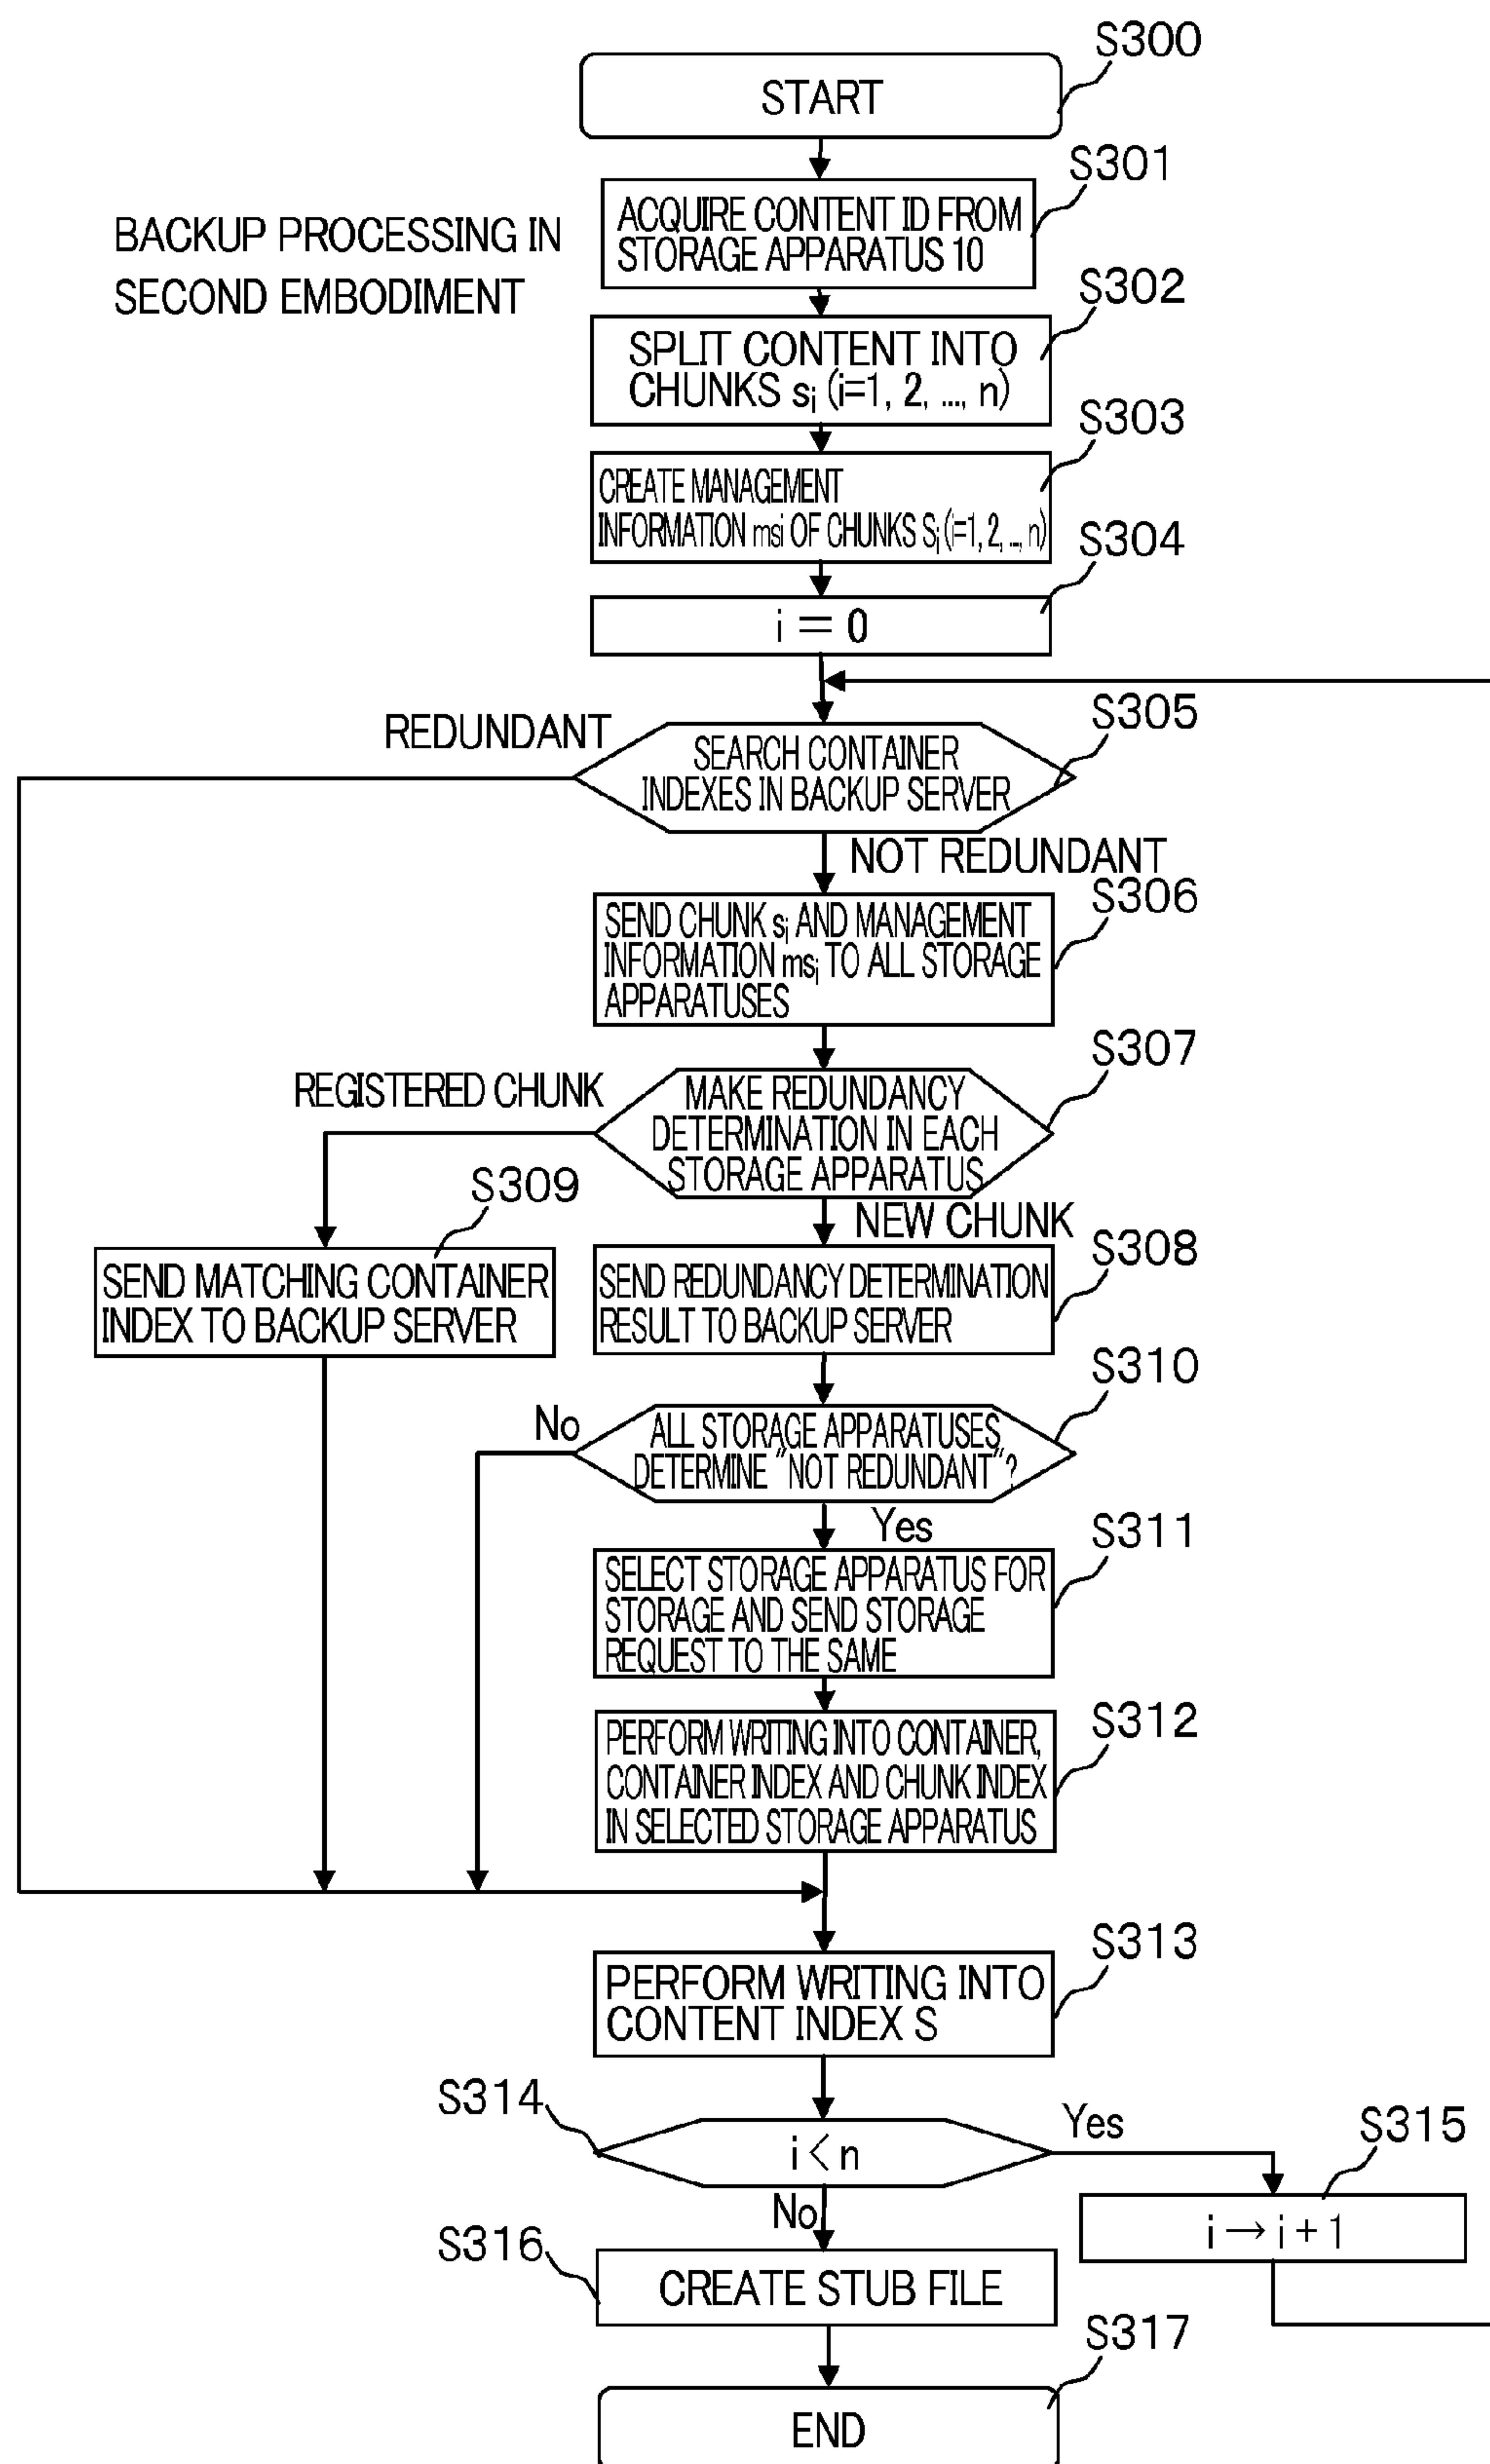 S300
START
S301
ACQUIRE CONTENT ID FROM
STORAGE APPARATUS 10
BACKUP PROCESSING IN
SECOND EMBODIMENT
S302
SPLIT CONTENT INTO
CHUNKS si (i=1, 2, ..., n)
S303
CREATE MANAGEMENT
INFORMATION msi OF CHUNKS Si (i=1, 2, ..., n)
S304
i = 0
S305
REDUNDANT
SEARCH CONTAINER
INDEXES IN BACKUP SERVER
NOT REDUNDANT
S306
SEND CHUNK si AND MANAGEMENT
INFORMATION msi TO ALL STORAGE
APPARATUSES
S307
REGISTERED CHUNK
MAKE REDUNDANCY
DETERMINATION IN EACH
STORAGE APPARATUS
S309
NEW CHUNK
S308
SEND MATCHING CONTAINER
INDEX TO BACKUP SERVER
SEND REDUNDANCY DETERMINATION
RESULT TO BACKUP SERVER
S310
No
ALL STORAGE APPARATUSES
DETERMINE "NOT REDUNDANT"?
Yes
S311
SELECT STORAGE APPARATUS FOR
STORAGE AND SEND STORAGE
REQUEST TO THE SAME
S312
PERFORM WRITING INTO CONTAINER,
CONTAINER INDEX AND CHUNK INDEX
IN SELECTED STORAGE APPARATUS
S313
PERFORM WRITING INTO
CONTENT INDEX S
S314
i < n
Yes
S315
i → i + 1
No
S316
CREATE STUB FILE
S317
END